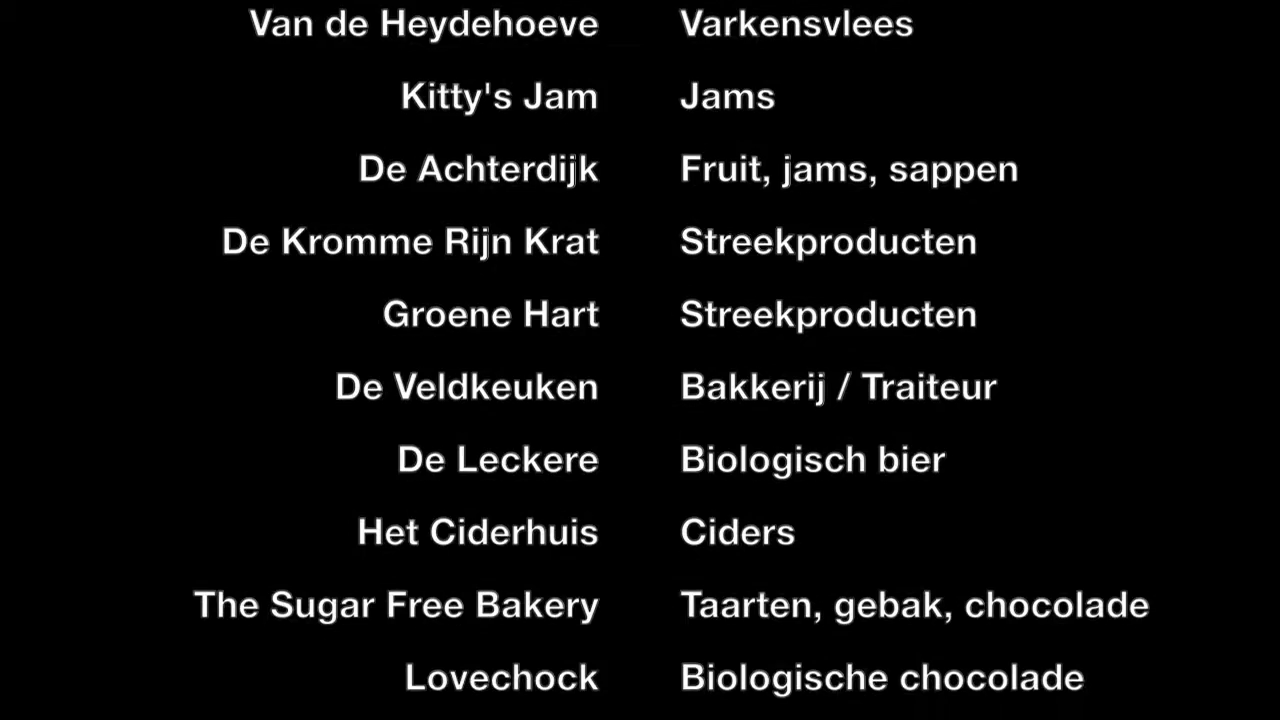 Van de Heydehoeve Varkensvlees
Kitty's Jam Jams
De Achterdijk Fruit, jams, sappen
De Kromme Rijn Krat Streekproducten
Groene Hart Streekproducten
De Veldkeuken Bakkerij / Traiteur
De Leckere Biologisch bier
Het Ciderhuis Ciders
The Sugar Free Bakery Taarten, gebak, chocolade
Lovechock Biologische chocolade